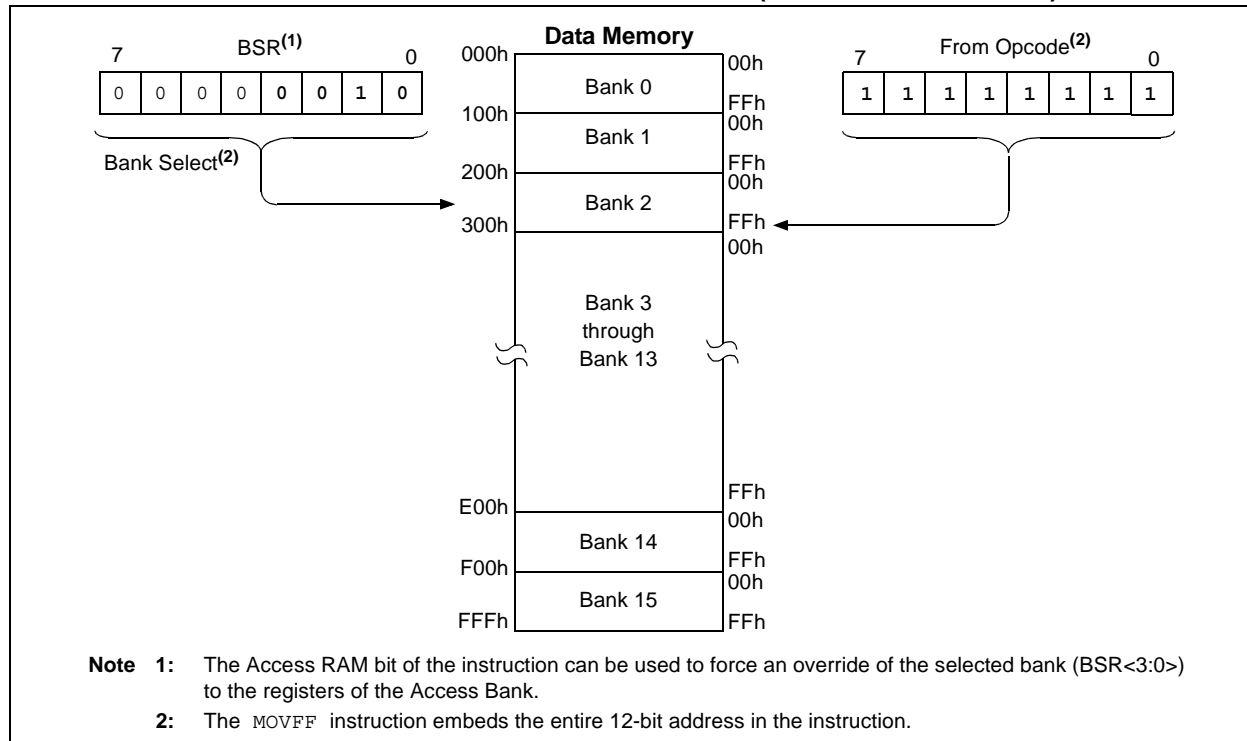 Data Memory
7 BSR(1) 0
0 0 0 0 0 0 1 0
Bank Select(2)
000h
100h
200h
300h
E00h
F00h
FFFh
Bank 0
Bank 1
Bank 2
Bank 3
through
Bank 13
Bank 14
Bank 15
00h
FFh
00h
FFh
00h
FFh
00h
FFh
00h
FFh
00h
FFh
7 From Opcode(2) 0
1 1 1 1 1 1 1 1
Note 1: The Access RAM bit of the instruction can be used to force an override of the selected bank (BSR<3:0>)
to the registers of the Access Bank.
2: The MOVFF instruction embeds the entire 12-bit address in the instruction.